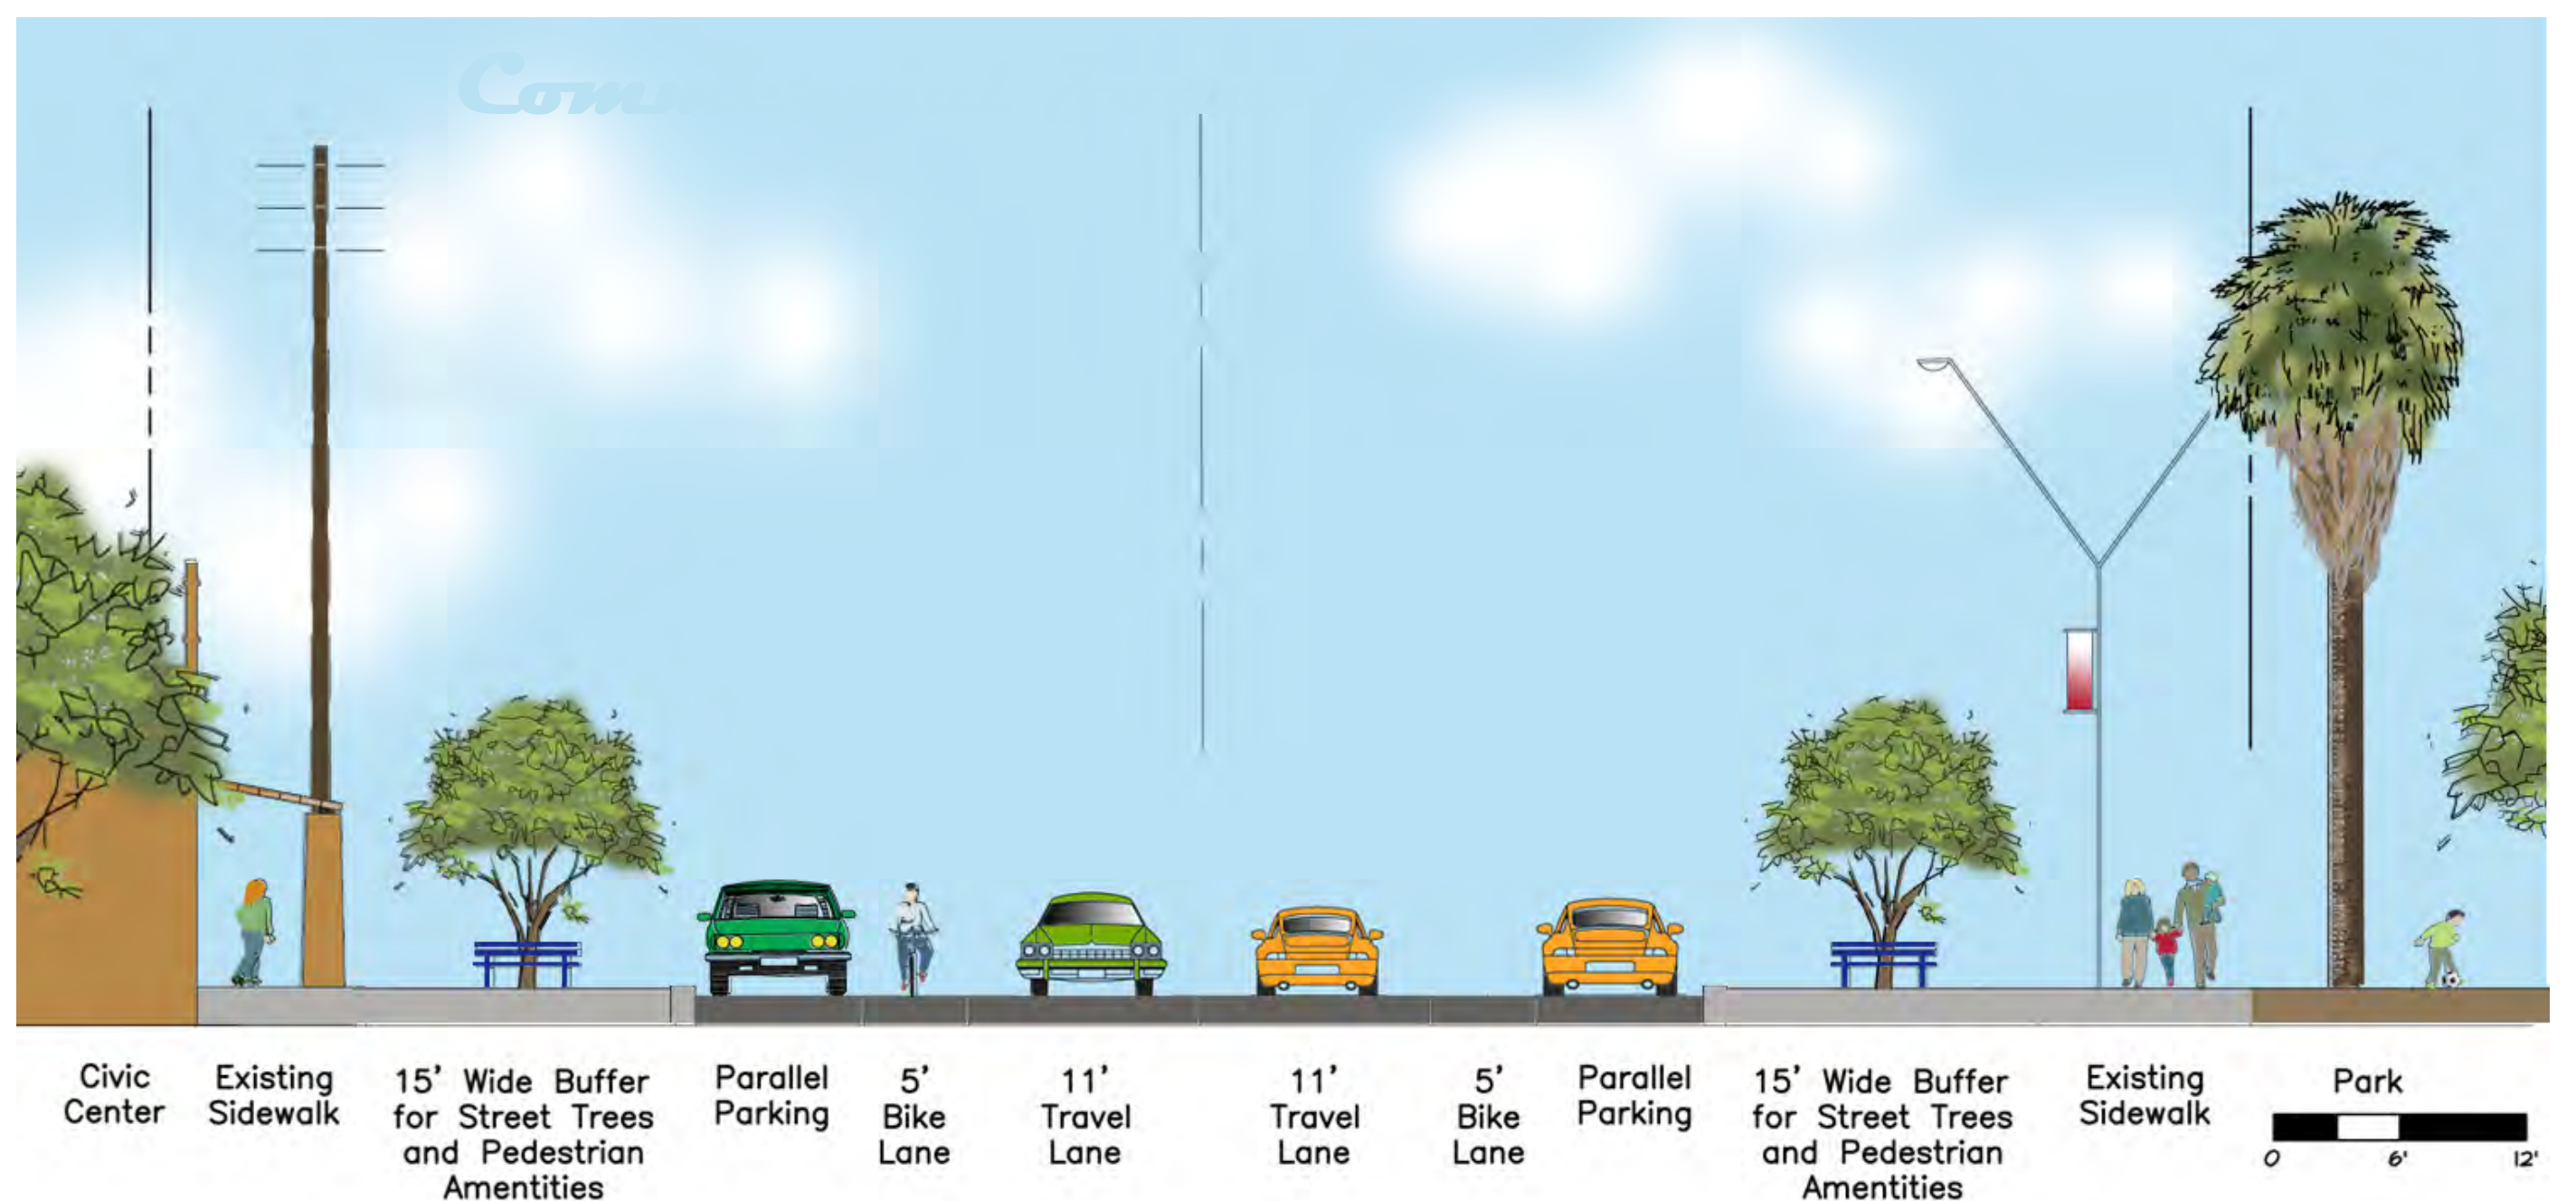 Civic
Center
Existing
Sidewalk
15' Wide Buffer
for Street Trees
and Pedestrian
Amentities
Parallel
Parking
5'
Bike
Lane
11'
Travel
Lane
11'
Travel
Lane
5'
Bike
Lane
Parallel
Parking
15' Wide Buffer
for Street Trees
and Pedestrian
Amentities
Existing
Sidewalk
Park
0 6' 12'